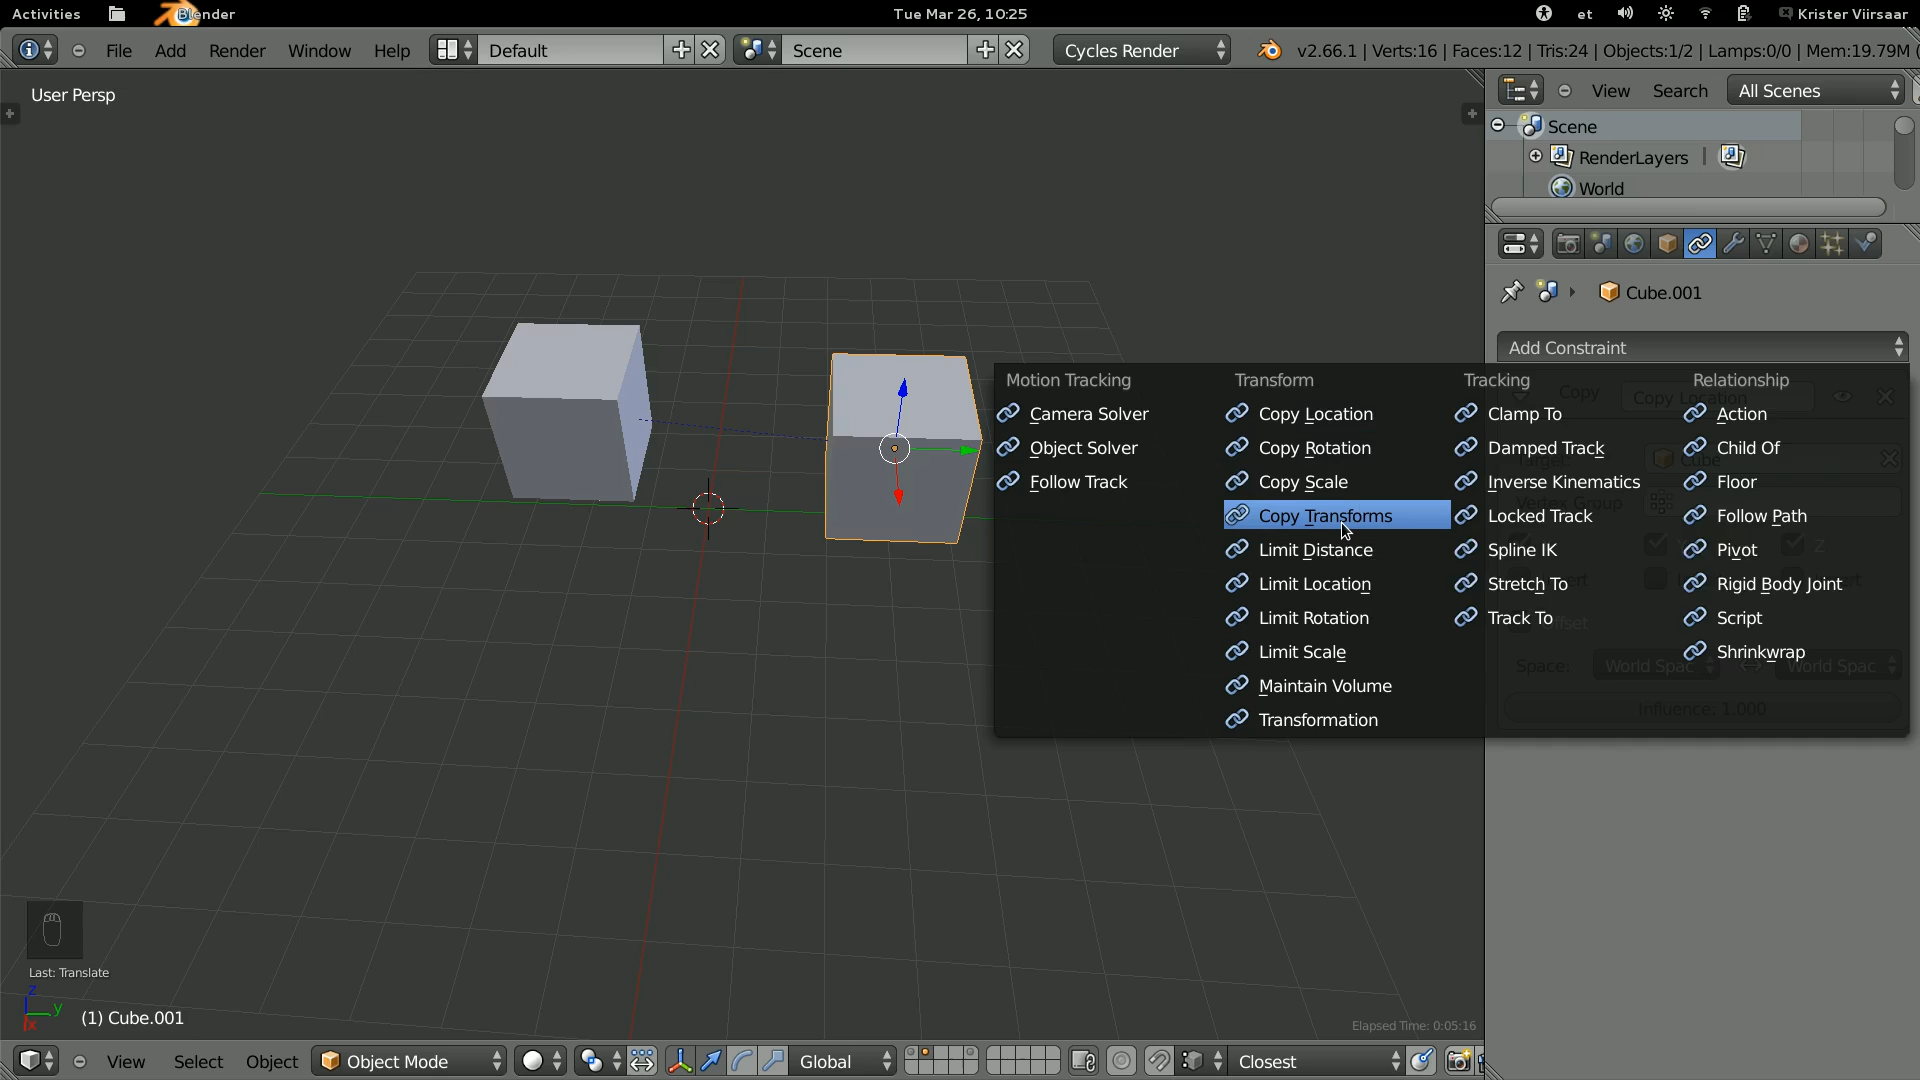 Activities Blender Tue Mar 26, 10:25 et Krister Viirsaar
File Add Render Window Help Default Scene Cycles Render v2.66.1 | Verts:16 | Faces:12 | Tris:24 | Objects:1/2 | Lamps:0/0 | Mem:19.79M (
User Persp
View Search All Scenes
Scene
RenderLayers |
World
Cube.001
Add Constraint
Motion Tracking Transform Tracking Relationship
Camera Solver Copy Location Clamp To Action
Object Solver Copy Rotation Damped Track Child Of
Follow Track Copy Scale Inverse Kinematics Floor
Copy Transforms Locked Track Follow Path
Limit Distance Spline IK Pivot
Limit Location Stretch To Rigid Body Joint
Limit Rotation Track To Script
Limit Scale Shrinkwrap
Maintain Volume
Transformation
Copy Copy Location
Target: Cube
Vertex Group
Z
Space: World Spac World Spac
Influence: 1.000
Last: Translate
z
y
x
(1) Cube.001
Elapsed Time: 0:05:16
View Select Object Object Mode Global Closest